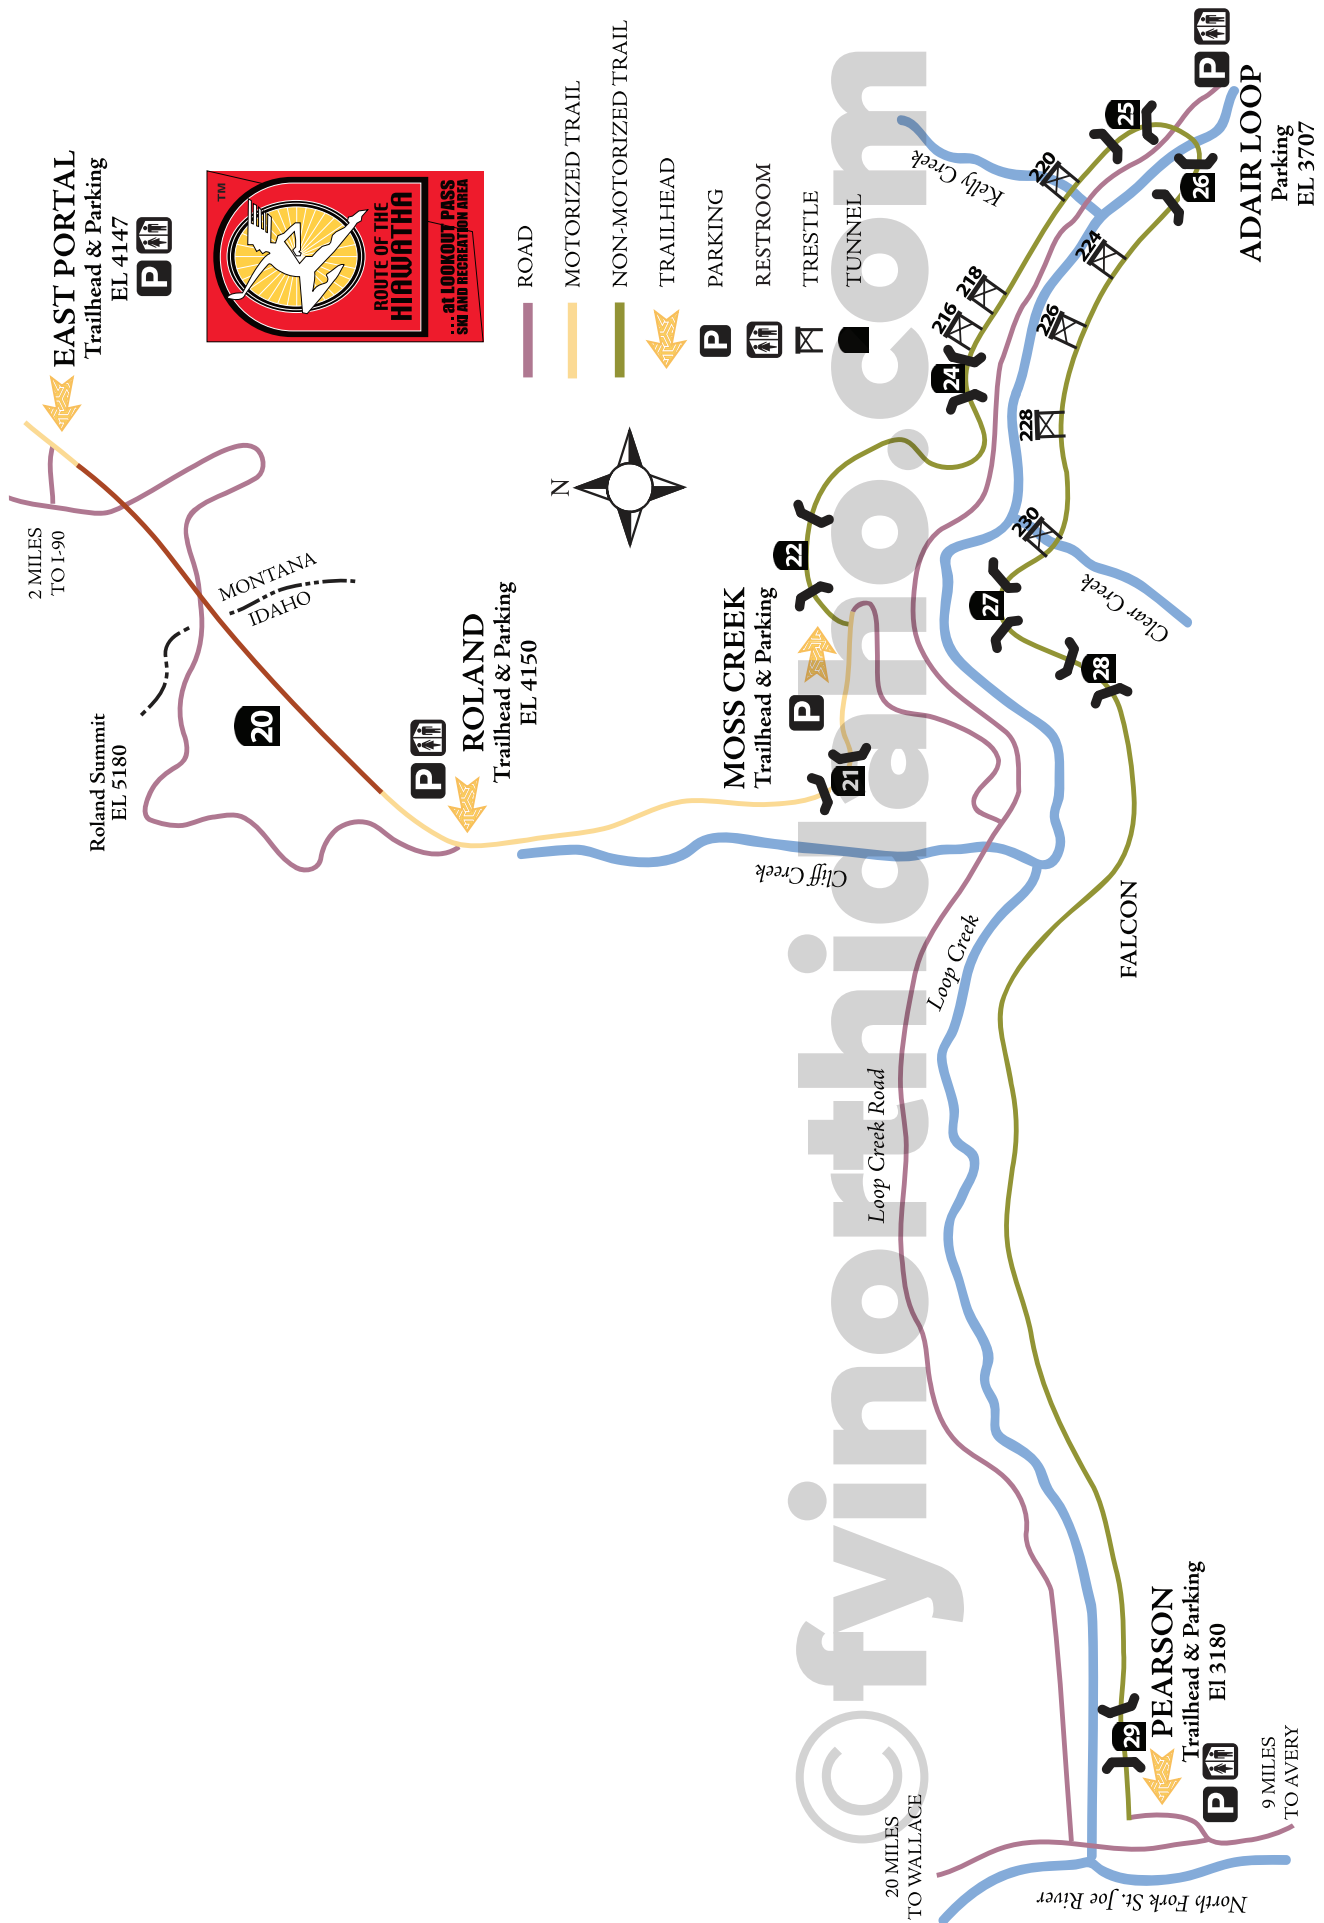 EAST PORTAL
Trailhead & Parking
EL 4147
P
2 MILES
TO I-90
TM
ROUTE OF THE
HIAWATHA
...at LOOKOUT PASS
SKI AND RECREATION AREA
ROAD
MOTORIZED TRAIL
NON-MOTORIZED TRAIL
TRAILHEAD
P
PARKING
RESTROOM
TRESTLE
TUNNEL
N
MONTANA
IDAHO
Roland Summit
EL 5180
20
P
ROLAND
Trailhead & Parking
EL 4150
MOSS CREEK
Trailhead & Parking
P
21
22
24
216
218
220
25
Kelly Creek
P
ADAIR LOOP
Parking
EL 3707
26
224
226
228
230
27
28
Clear Creek
Cliff Creek
FALCON
Loop Creek
Loop Creek Road
©fyinorthidaho.com
29
PEARSON
Trailhead & Parking
El 3180
P
9 MILES
TO AVERY
20 MILES
TO WALLACE
North Fork St. Joe River